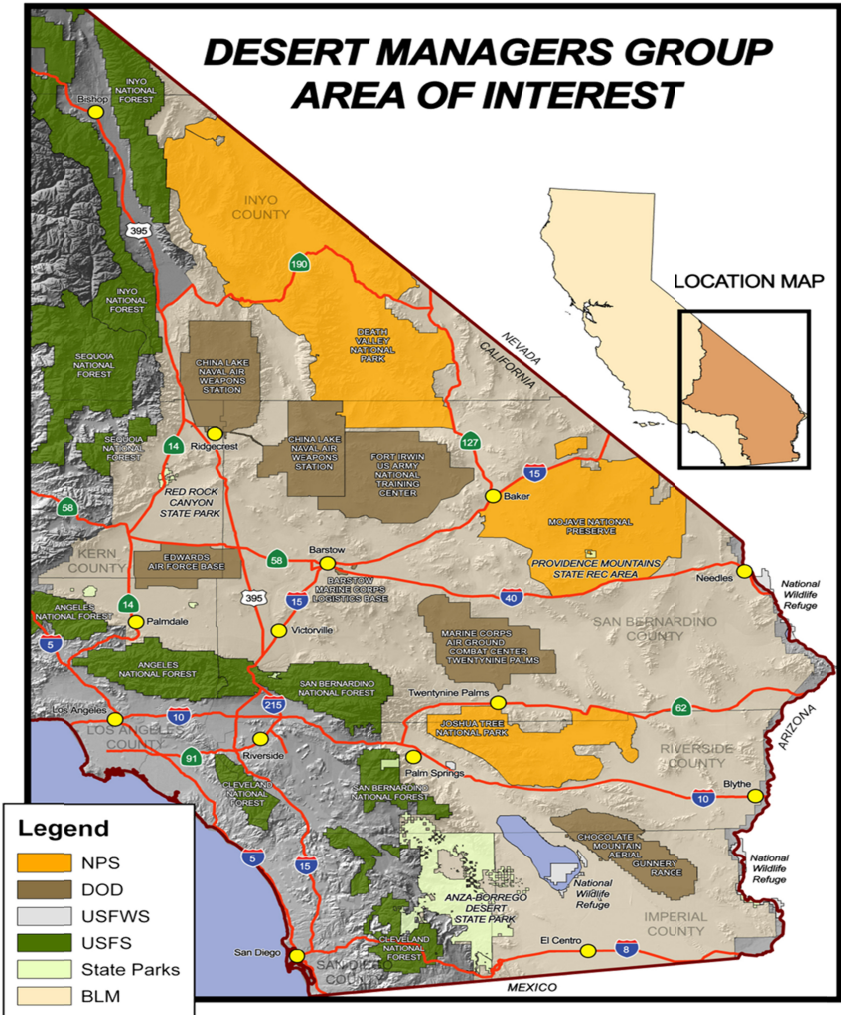 DESERT MANAGERS GROUP
AREA OF INTEREST
INYO
NATIONAL
FOREST
Bishop
INYO
COUNTY
395
190
LOCATION MAP
INYO
NATIONAL
FOREST
NEVADA
CALIFORNIA
DEATH
VALLEY
NATIONAL
PARK
SEQUOIA
NATIONAL
FOREST
CHINA LAKE
NAVAL AIR
WEAPONS
STATION
SEQUOIA
NATIONAL
FOREST
14
Ridgecrest
CHINA LAKE
NAVAL AIR
WEAPONS
STATION
FORT IRWIN
US ARMY
NATIONAL
TRAINING
CENTER
127
15
Baker
RED ROCK
CANYON
STATE PARK
58
MOJAVE NATIONAL
PRESERVE
KERN
COUNTY
EDWARDS
AIR FORCE BASE
58
Barstow
BARSTOW
MARINE CORPS
LOGISTICS BASE
PROVIDENCE MOUNTAINS
STATE REC AREA
Needles
National
Wildlife
Refuge
ANGELES
NATIONAL FOREST
14
395
15
40
Palmdale
Victorville
5
SAN BERNARDINO
COUNTY
MARINE CORPS
AIR GROUND
COMBAT CENTER
TWENTYNINE PALMS
ANGELES
NATIONAL FOREST
SAN BERNARDINO
NATIONAL FOREST
Twentynine Palms
62
ARIZONA
Los Angeles
10
215
LOS ANGELES
COUNTY
91
Riverside
JOSHUA TREE
NATIONAL PARK
RIVERSIDE
COUNTY
Palm Springs
Blythe
10
CLEVELAND
NATIONAL
FOREST
SAN BERNARDINO
NATIONAL FOREST
5
15
CHOCOLATE
MOUNTAIN
AERIAL
GUNNERY
RANGE
National
Wildlife
Refuge
National
Wildlife
Refuge
ANZA-BORREGO
DESERT
STATE PARK
IMPERIAL
COUNTY
El Centro
8
San Diego
SAN DIEGO
COUNTY
CLEVELAND
NATIONAL
FOREST
MEXICO
Legend
NPS
DOD
USFWS
USFS
State Parks
BLM